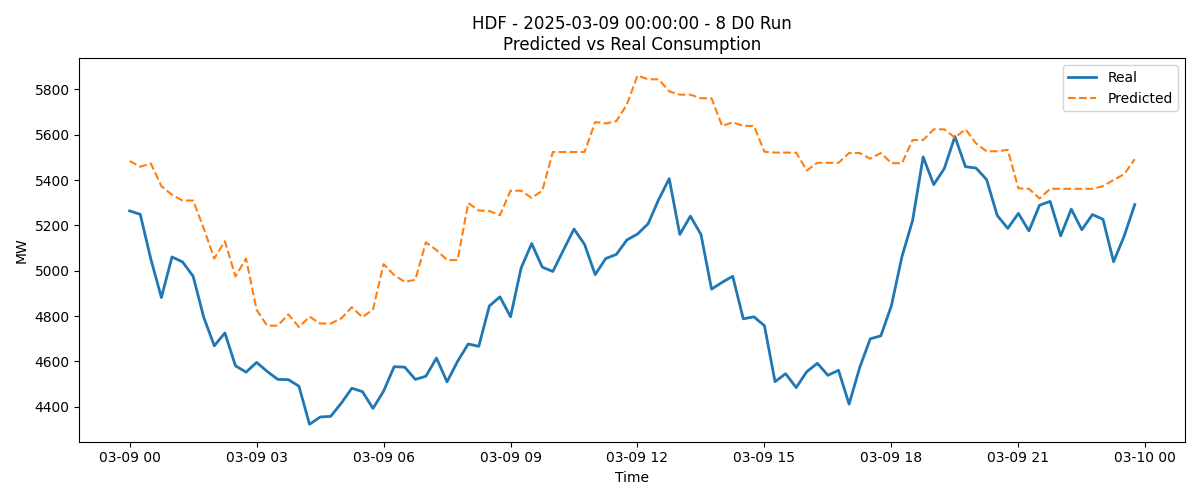 HDF - 2025-03-09 00:00:00 - 8 D0 Run
Predicted vs Real Consumption
Real
Predicted
MW
5800
5600
5400
5200
5000
4800
4600
4400
03-09 00
03-09 03
03-09 06
03-09 09
03-09 12
03-09 15
03-09 18
03-09 21
03-10 00
Time